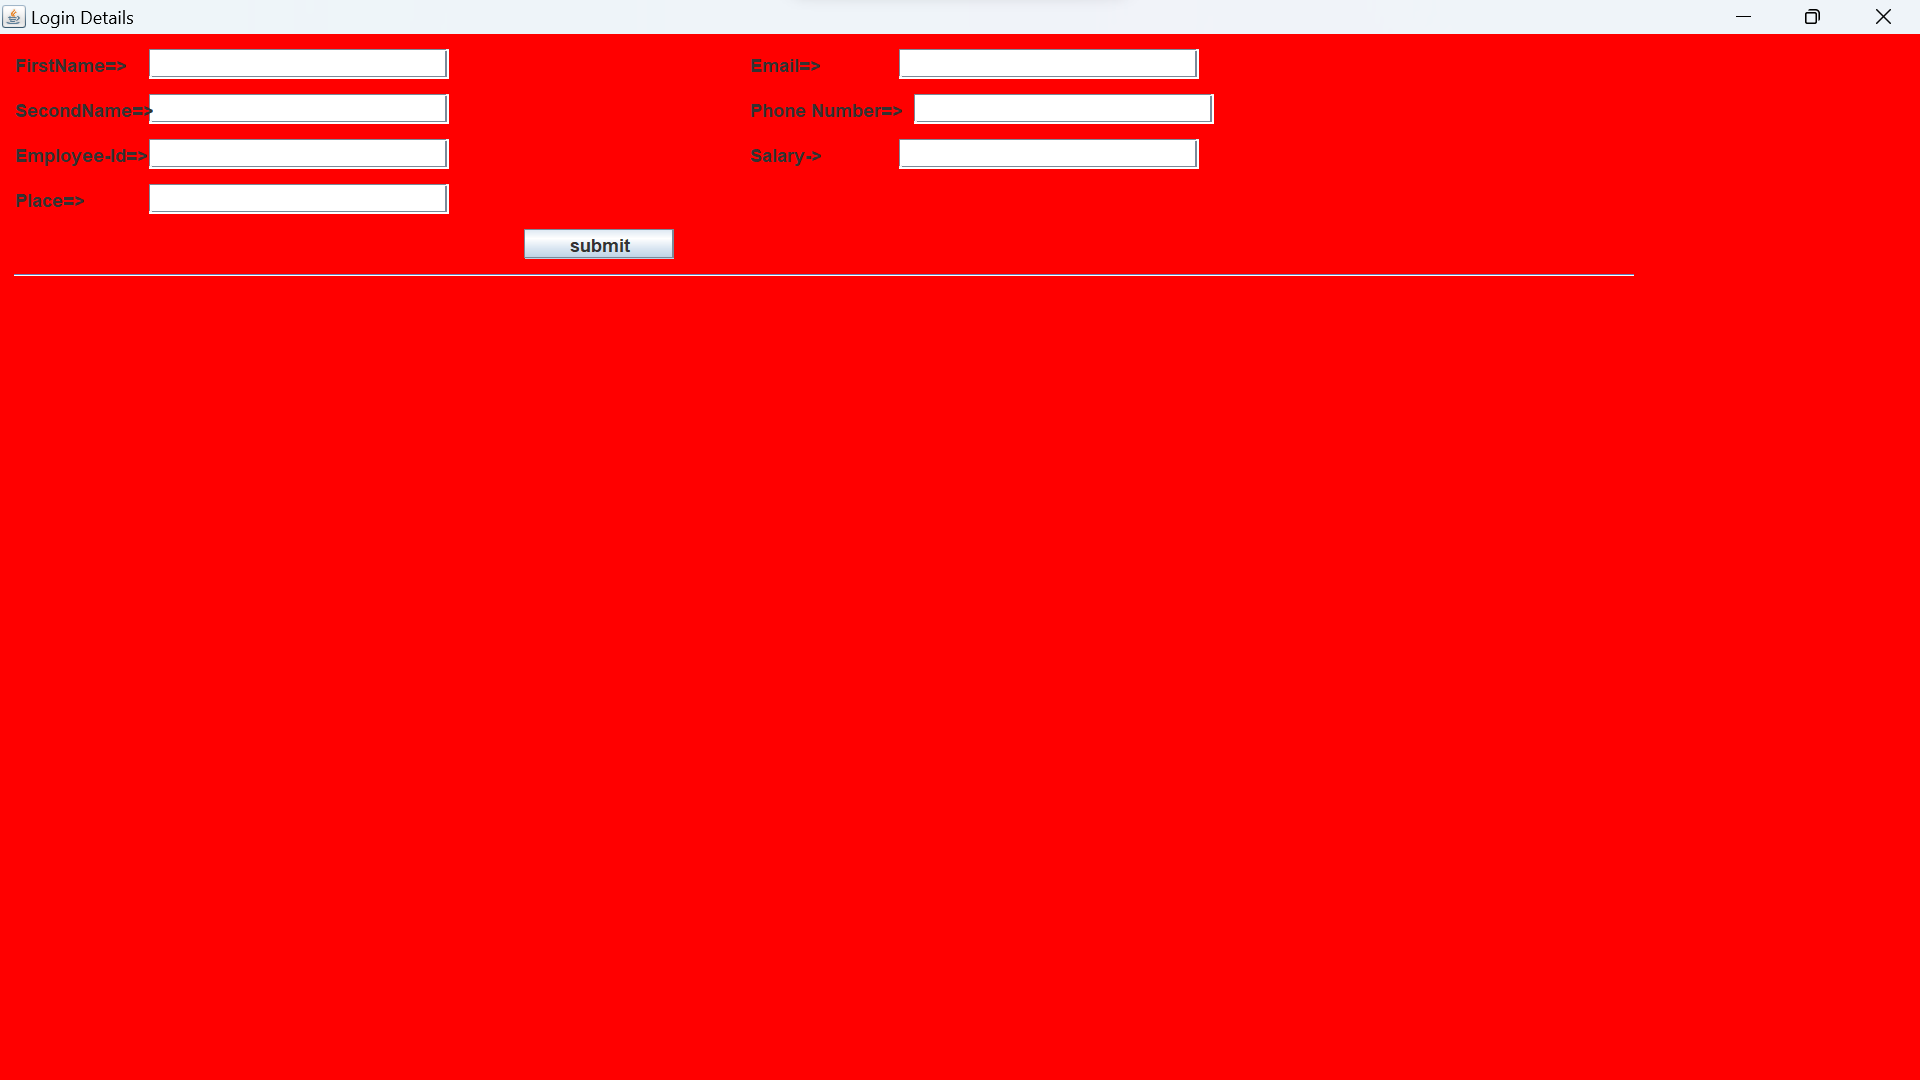 Login Details
FirstName=> Email=>
SecondName=> Phone Number=>
Employee-Id=> Salary->
Place=>
submit